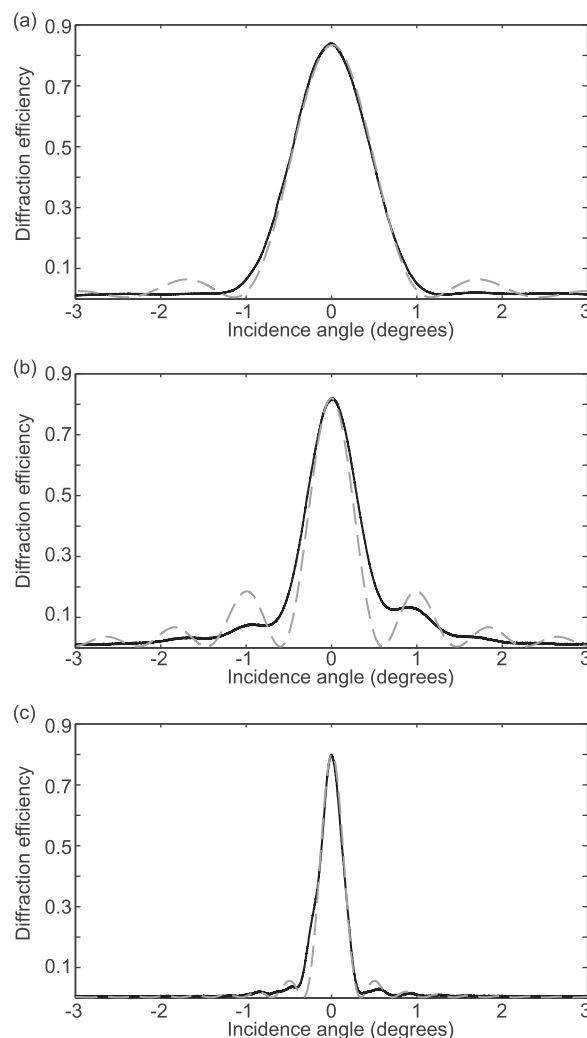 (a)
0.9
0.7
0.5
0.3
0.1
Diffraction efficiency
-3 -2 -1 0 1 2 3
Incidence angle (degrees)
(b)
0.9
0.7
0.5
0.3
0.1
Diffraction efficiency
-3 -2 -1 0 1 2 3
Incidence angle (degrees)
(c)
0.9
0.7
0.5
0.3
0.1
Diffraction efficiency
-3 -2 -1 0 1 2 3
Incidence angle (degrees)